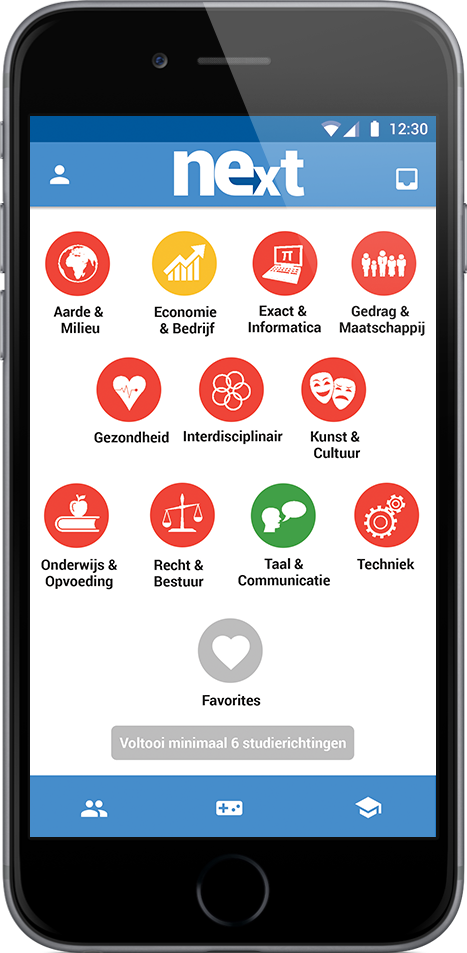 12:30
next
π
Aarde &
Milieu
Economie
& Bedrijf
Exact &
Informatica
Gedrag &
Maatschappij
Gezondheid
Interdisciplinair
Kunst &
Cultuur
Onderwijs &
Opvoeding
Recht &
Bestuur
Taal &
Communicatie
Techniek
Favorites
Voltooi minimaal 6 studierichtingen